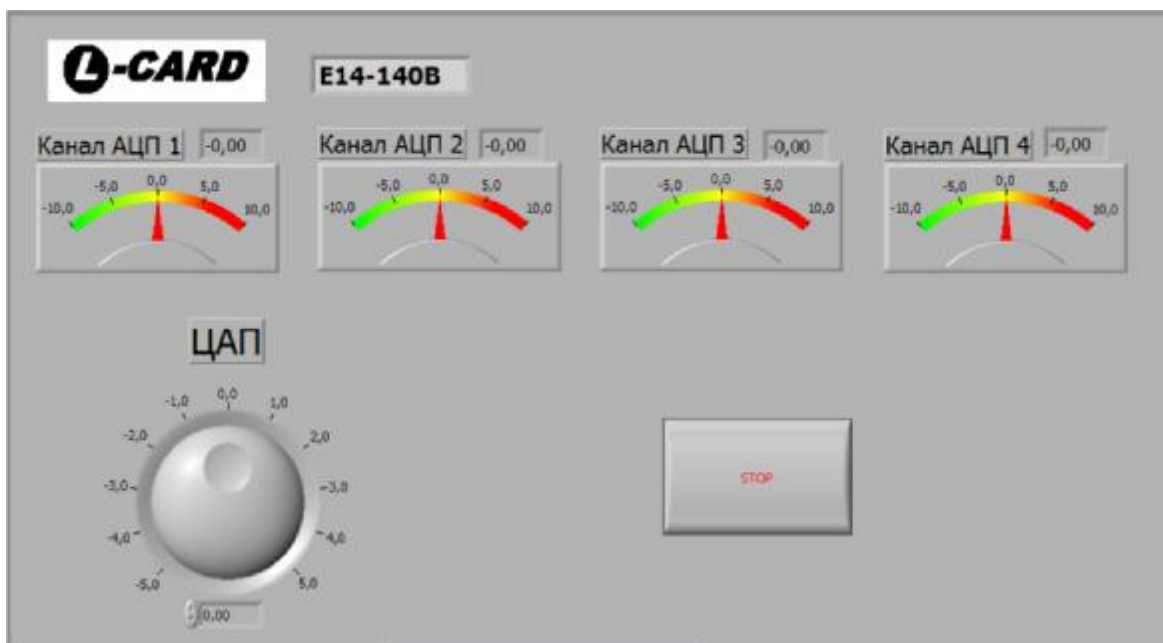 L-CARD
E14-140B
Канал АЦП 1 -0,00
Канал АЦП 2 -0,00
Канал АЦП 3 -0,00
Канал АЦП 4 -0,00
-10,0 -5,0 0,0 5,0 10,0
-10,0 -5,0 0,0 5,0 10,0
-10,0 -5,0 0,0 5,0 10,0
-10,0 -5,0 0,0 5,0 10,0
ЦАП
-5,0 -4,0 -3,0 -2,0 -1,0 0,0 1,0 2,0 3,0 4,0 5,0
0,00
STOP